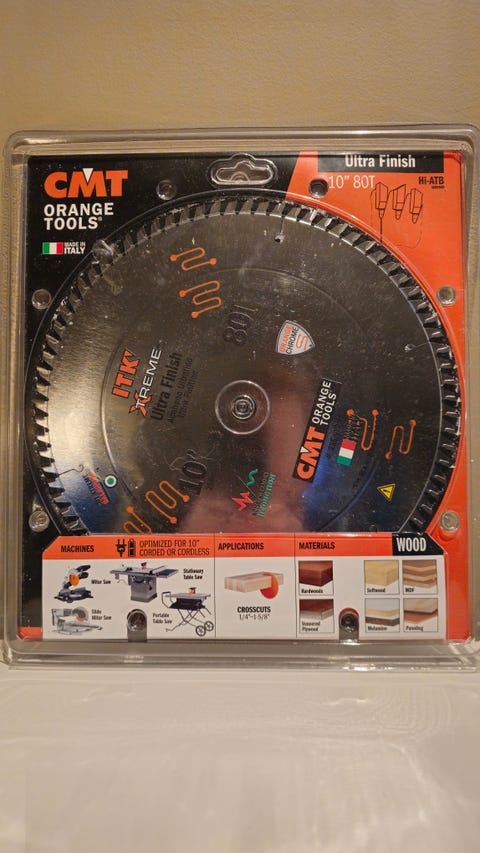 CMT
ORANGE
TOOLS
MADE IN
ITALY
Ultra Finish
10" 80T
Hi-ATB
80T
ITK
XTREME
Ultra Finish
10"
ORANGE
CHROME
CMT
ORANGE
TOOLS
MACHINES
OPTIMIZED FOR 10"
CORDED OR CORDLESS
Miter Saw
Stationary
Table Saw
Slide
Miter Saw
Portable
Table Saw
APPLICATIONS
CROSSCUTS
1/4"-1-5/8"
MATERIALS
WOOD
Hardwoods
Softwood
MDF
Veneered
Plywood
Melamine
Paneling